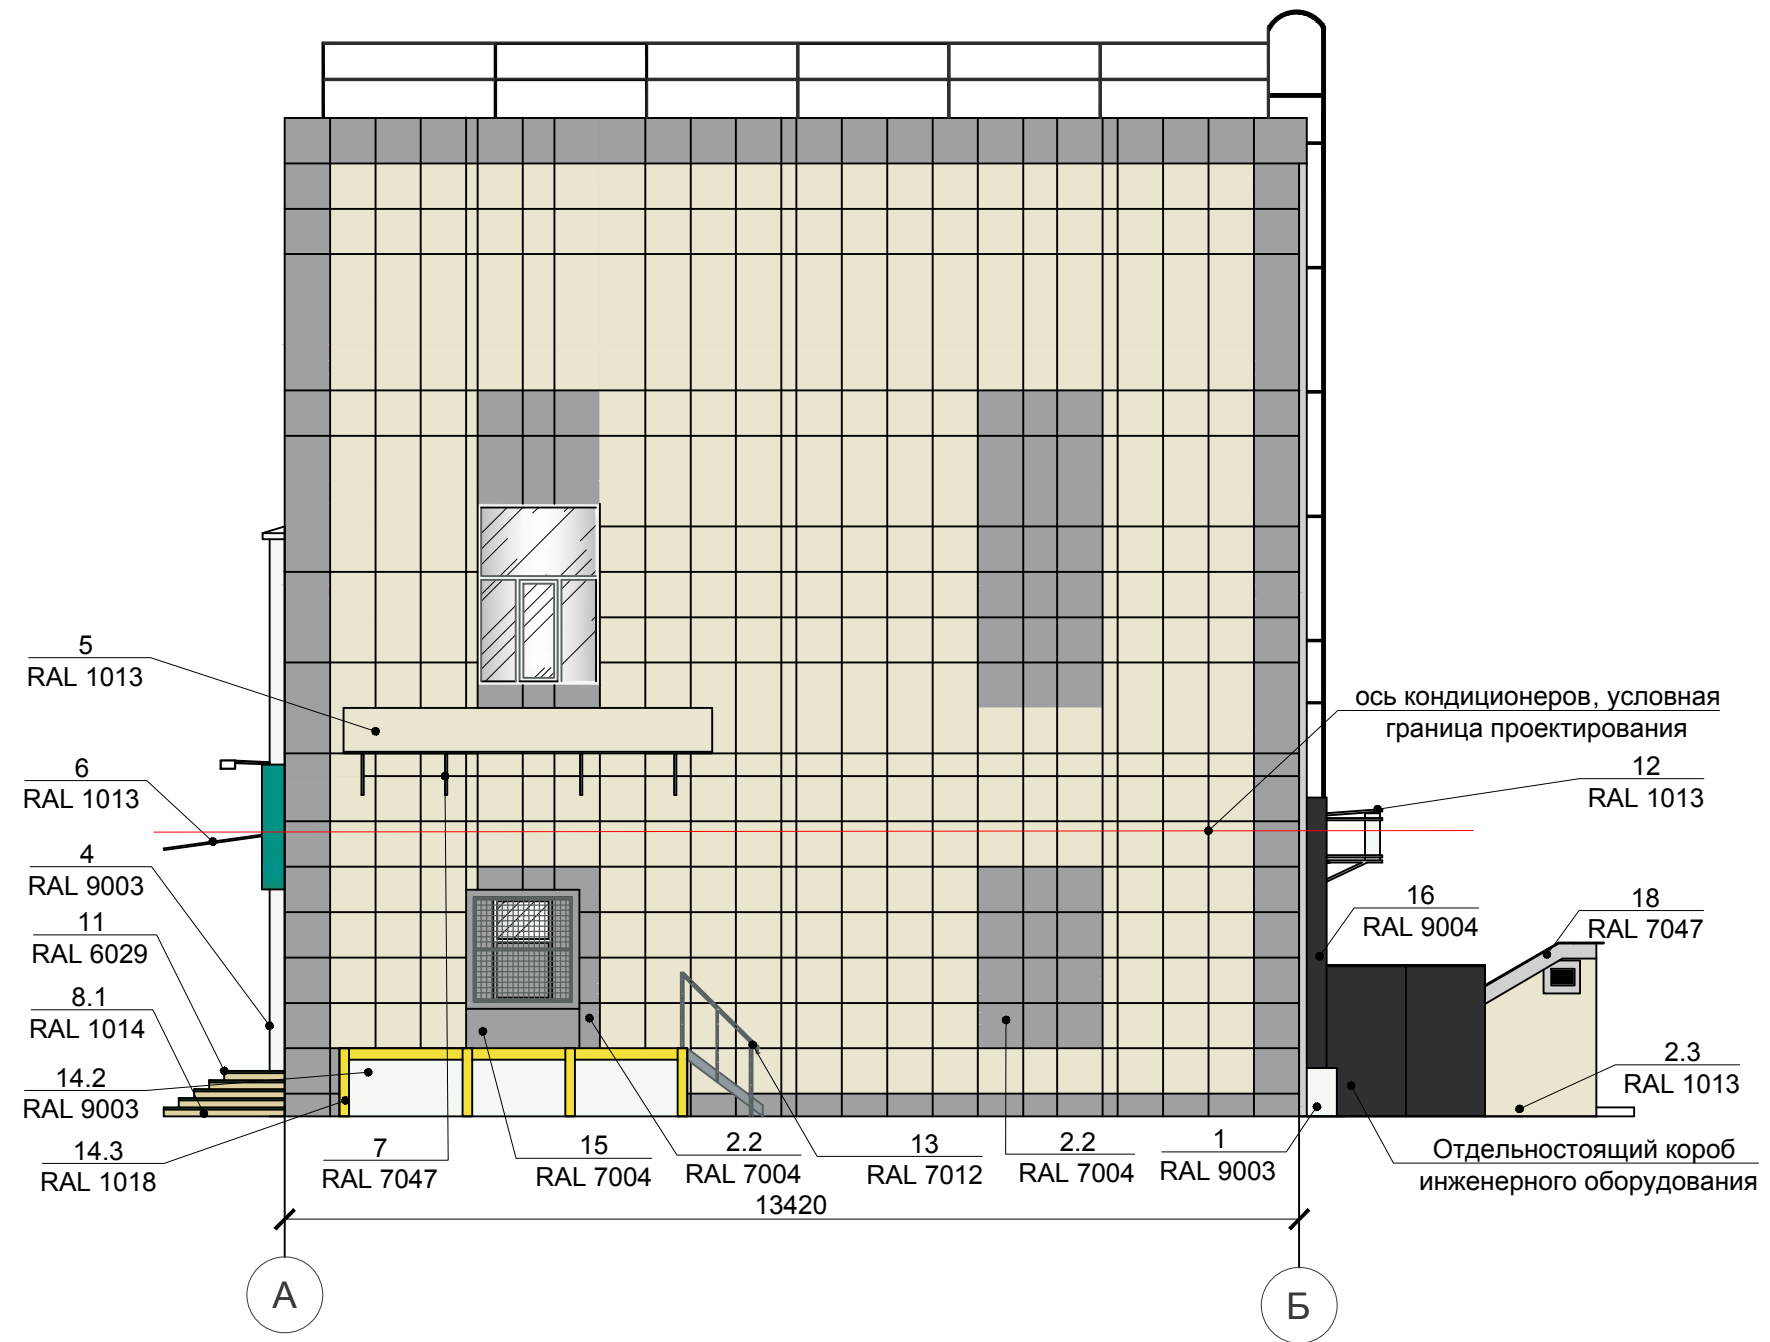 5
RAL 1013
6
RAL 1013
4
RAL 9003
11
RAL 6029
8.1
RAL 1014
14.2
RAL 9003
14.3
RAL 1018
7
RAL 7047
15
RAL 7004
2.2
RAL 7004
13
RAL 7012
2.2
RAL 7004
1
RAL 9003
ось кондиционеров, условная
граница проектирования
12
RAL 1013
16
RAL 9004
18
RAL 7047
2.3
RAL 1013
Отдельностоящий короб
инженерного оборудования
13420
А
Б